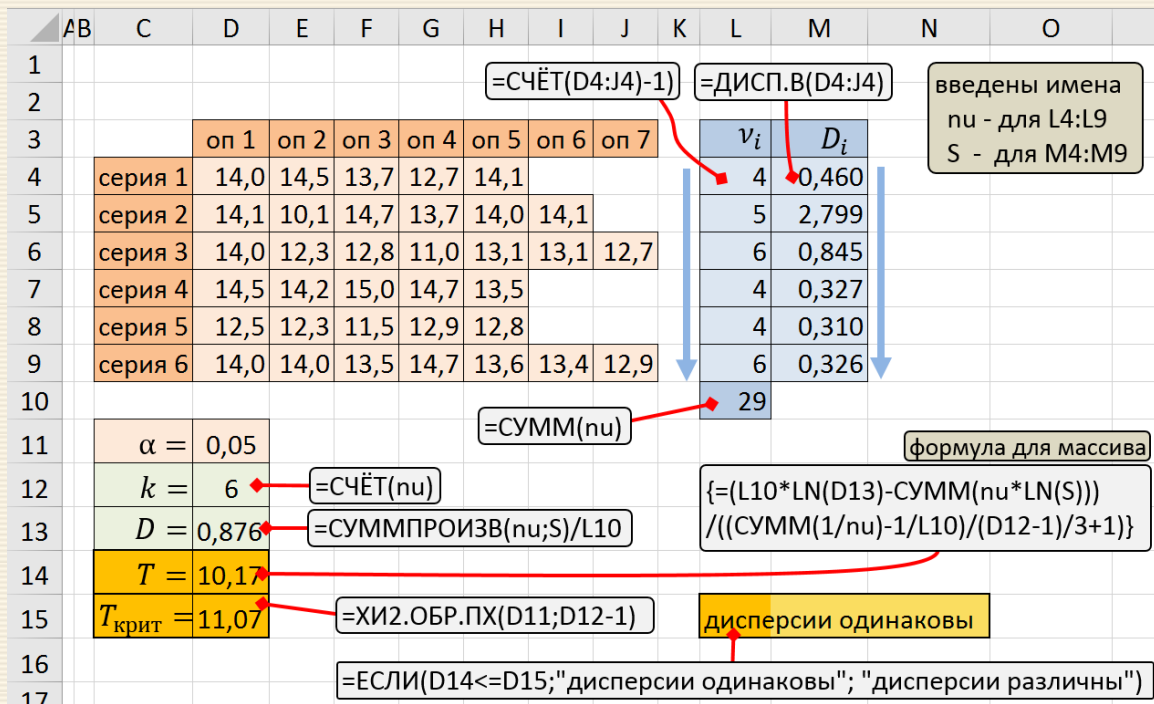 A B C D E F G H I J K L M N O
1
=СЧЁТ(D4:J4)-1) =ДИСП.В(D4:J4) введены имена
2 nu - для L4:L9
3 оп 1 оп 2 оп 3 оп 4 оп 5 оп 6 оп 7 νᵢ Dᵢ S - для M4:M9
4 серия 1 14,0 14,5 13,7 12,7 14,1 4 0,460
5 серия 2 14,1 10,1 14,7 13,7 14,0 14,1 5 2,799
6 серия 3 14,0 12,3 12,8 11,0 13,1 13,1 12,7 6 0,845
7 серия 4 14,5 14,2 15,0 14,7 13,5 4 0,327
8 серия 5 12,5 12,3 11,5 12,9 12,8 4 0,310
9 серия 6 14,0 14,0 13,5 14,7 13,6 13,4 12,9 6 0,326
10 29
=СУММ(nu)
11 α = 0,05 формула для массива
12 k = 6 =СЧЁТ(nu) {=(L10*LN(D13)-СУММ(nu*LN(S)))
13 D = 0,876 =СУММПРОИЗВ(nu;S)/L10 /((СУММ(1/nu)-1/L10)/(D12-1)/3+1)}
14 T = 10,17
15 Tкрит = 11,07 =ХИ2.ОБР.ПХ(D11;D12-1) дисперсии одинаковы
16
=ЕСЛИ(D14<=D15;"дисперсии одинаковы"; "дисперсии различны")
17